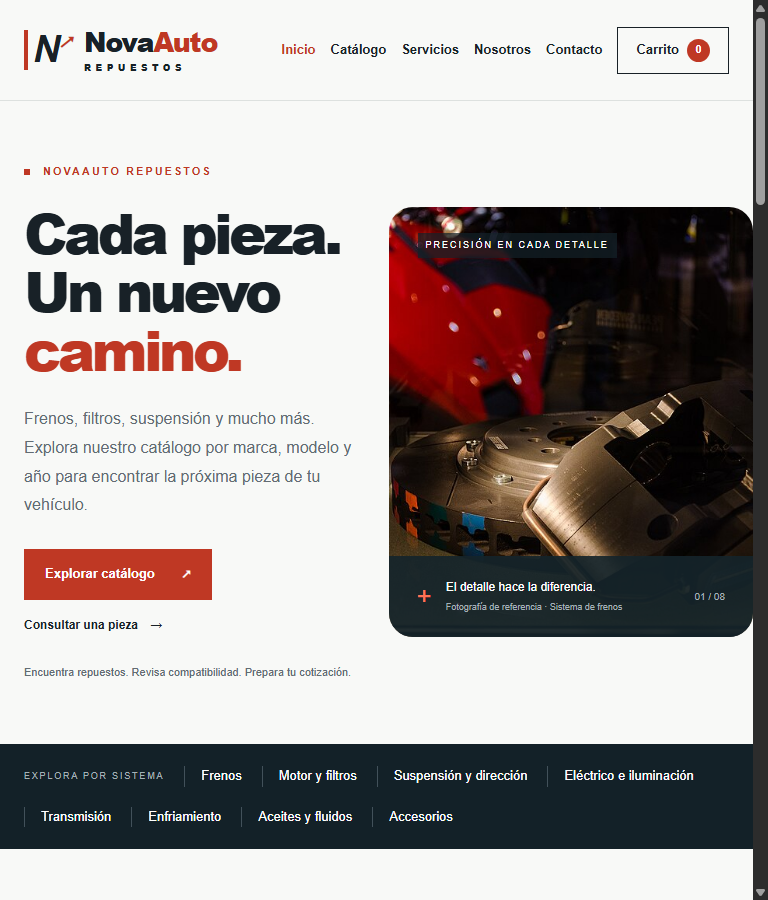 N NovaAuto
REPUESTOS
Inicio Catálogo Servicios Nosotros Contacto Carrito 0
NOVAAUTO REPUESTOS
Cada pieza.
Un nuevo
camino.
Frenos, filtros, suspensión y mucho más.
Explora nuestro catálogo por marca, modelo y
año para encontrar la próxima pieza de tu
vehículo.
Explorar catálogo ↗
Consultar una pieza →
Encuentra repuestos. Revisa compatibilidad. Prepara tu cotización.
PRECISIÓN EN CADA DETALLE
+ El detalle hace la diferencia.
Fotografía de referencia · Sistema de frenos
01 / 08
EXPLORA POR SISTEMA Frenos Motor y filtros Suspensión y dirección Eléctrico e iluminación
Transmisión Enfriamiento Aceites y fluidos Accesorios